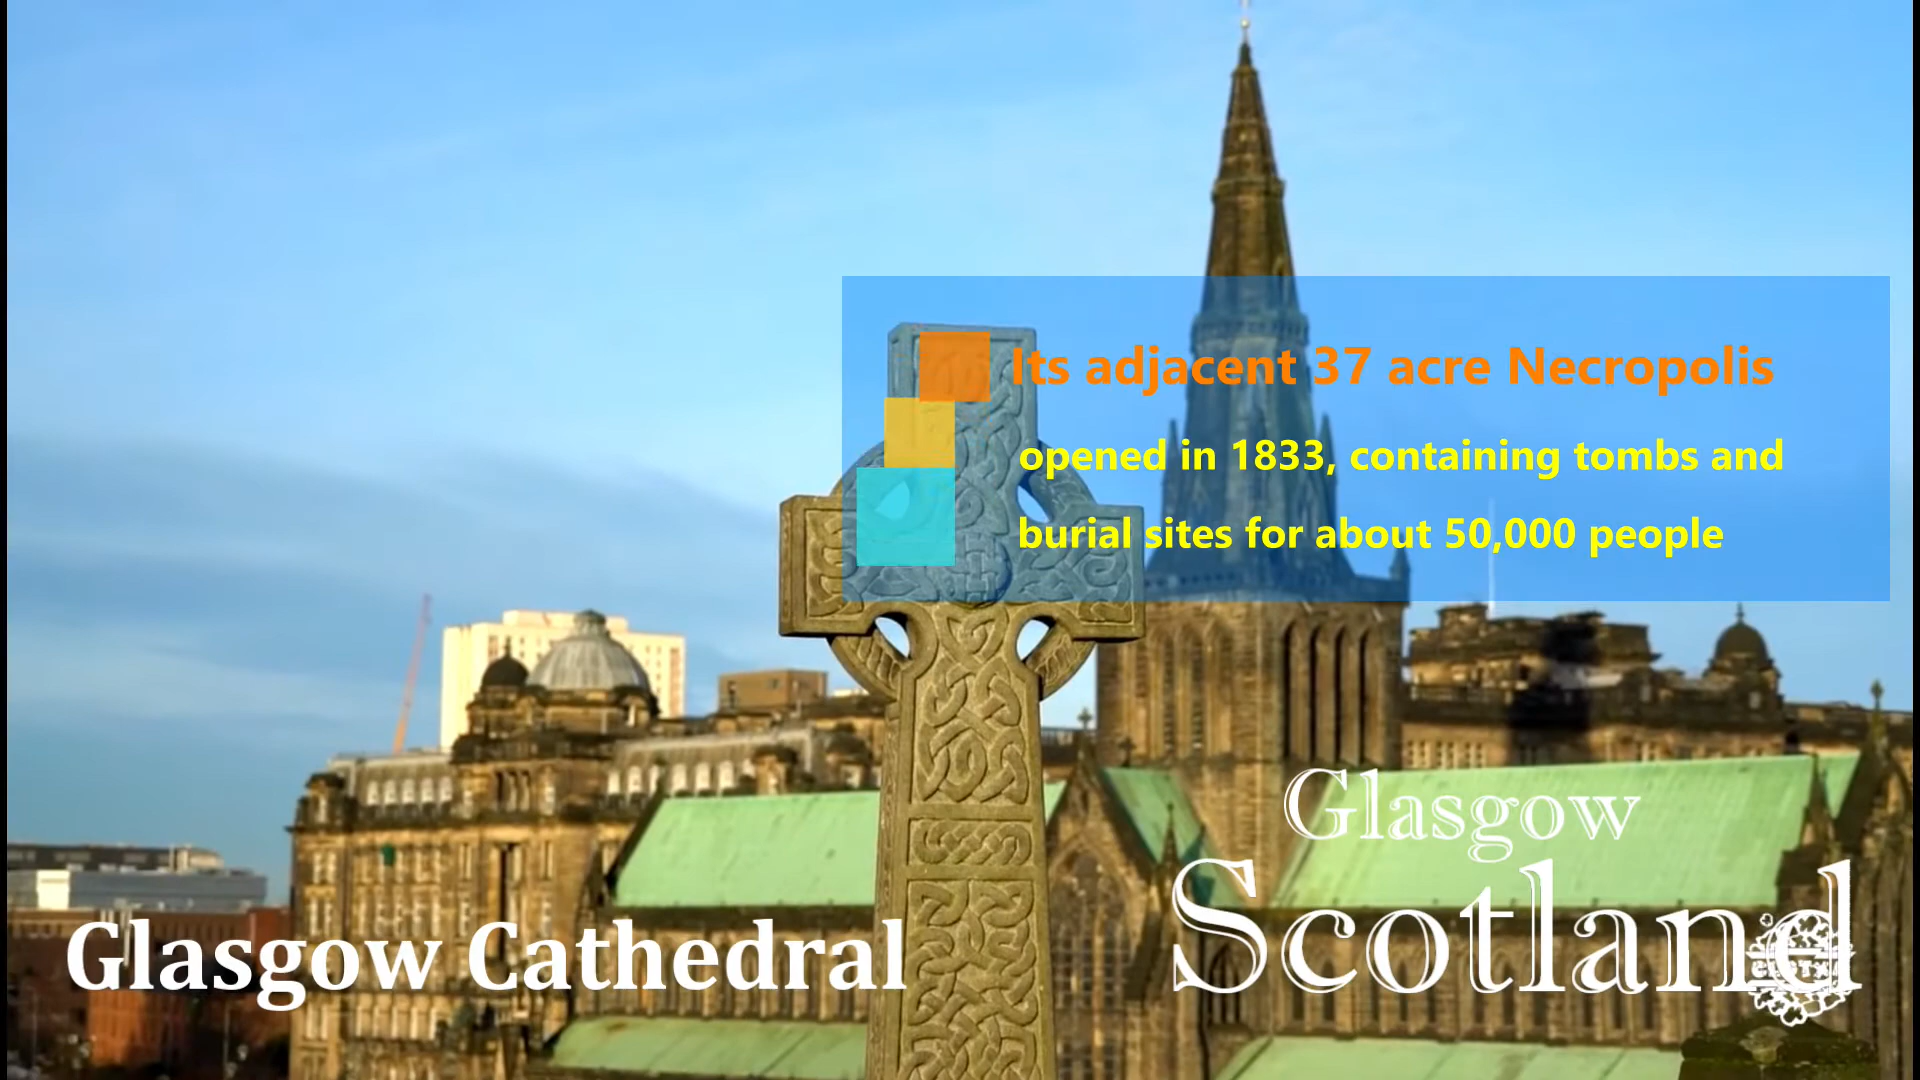 Its adjacent 37 acre Necropolis
opened in 1833, containing tombs and
burial sites for about 50,000 people
Glasgow
Scotland
Glasgow Cathedral